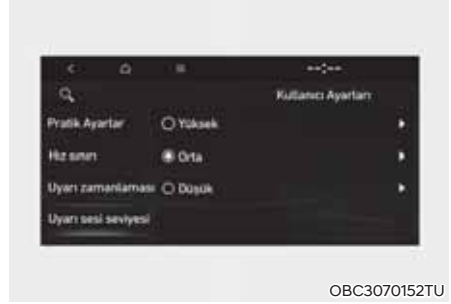 --:--
Kullanıcı Ayarları
Pratik Ayarlar
Yüksek
Hız sınırı
Orta
Uyarı zamanlaması
Düşük
Uyarı sesi seviyesi
OBC3070152TU